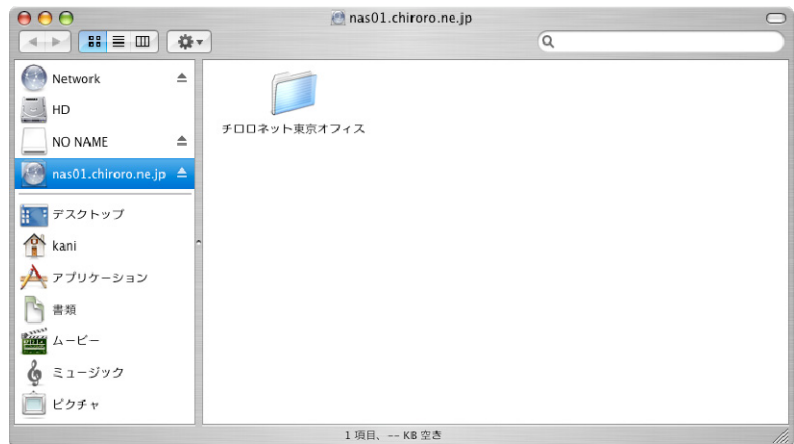 nas01.chiroro.ne.jp
Network
HD
NO NAME
nas01.chiroro.ne.jp
デスクトップ
kani
アプリケーション
書類
ムービー
ミュージック
ピクチャ
チロロネット東京オフィス
1 項目、-- KB 空き